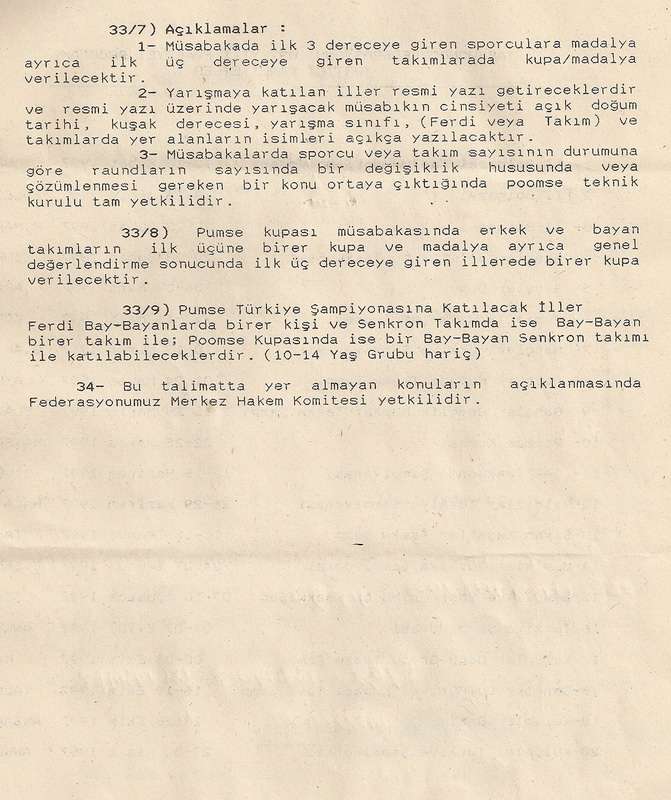 33/7) Açıklamalar :
1- Müsabakada ilk 3 dereceye giren sporculara madalya
ayrıca ilk üç dereceye giren takımlarada kupa/madalya
verilecektir.
2- Yarışmaya katılan iller resmi yazı getireceklerdir
ve resmi yazı üzerinde yarışacak müsabıkın cinsiyeti açık doğum
tarihi, kuşak derecesi, yarışma sınıfı, (Ferdi veya Takım) ve
takımlarda yer alanların isimleri açıkça yazılacaktır.
3- Müsabakalarda sporcu veya takım sayısının durumuna
göre raundların sayısında bir değişiklik hususunda veya
çözümlenmesi gereken bir konu ortaya çıktığında poomse teknik
kurulu tam yetkilidir.
33/8) Pumse kupası müsabakasında erkek ve bayan
takımların ilk üçüne birer kupa ve madalya ayrıca genel
değerlendirme sonucunda ilk üç dereceye giren illerede birer kupa
verilecektir.
33/9) Pumse Türkiye Şampiyonasına Katılacak İller
Ferdi Bay-Bayanlarda birer kişi ve Senkron Takımda ise Bay-Bayan
birer takım ile; Poomse Kupasında ise bir Bay-Bayan Senkron takımı
ile katılabileceklerdir. (10-14 Yaş Grubu hariç)
34- Bu talimatta yer almayan konuların açıklanmasında
Federasyonumuz Merkez Hakem Komitesi yetkilidir.